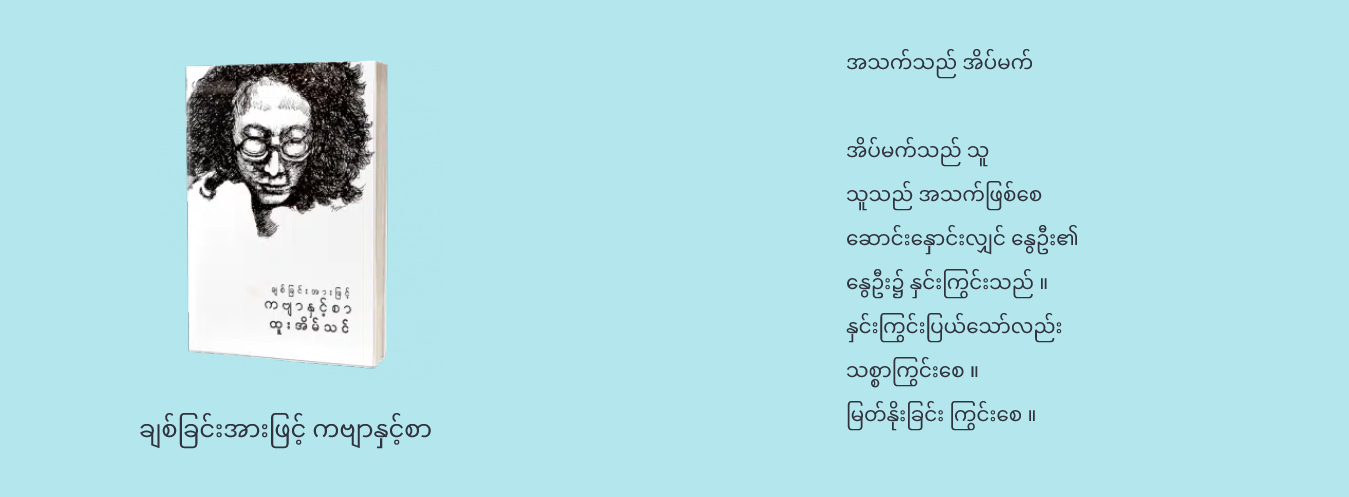 ချစ်ခြင်းအားဖြင့်
ကဗျာနှင့်စာ
ထူးအိမ်သင်
ချစ်ခြင်းအားဖြင့် ကဗျာနှင့်စာ
အသက်သည် အိပ်မက်
အိပ်မက်သည် သူ
သူသည် အသက်ဖြစ်စေ
ဆောင်းနှောင်းလျှင် နွေဦး၏
နွေဦး၌ နှင်းကြွင်းသည် ။
နှင်းကြွင်းပြယ်သော်လည်း
သစ္စာကြွင်းစေ ။
မြတ်နိုးခြင်း ကြွင်းစေ ။